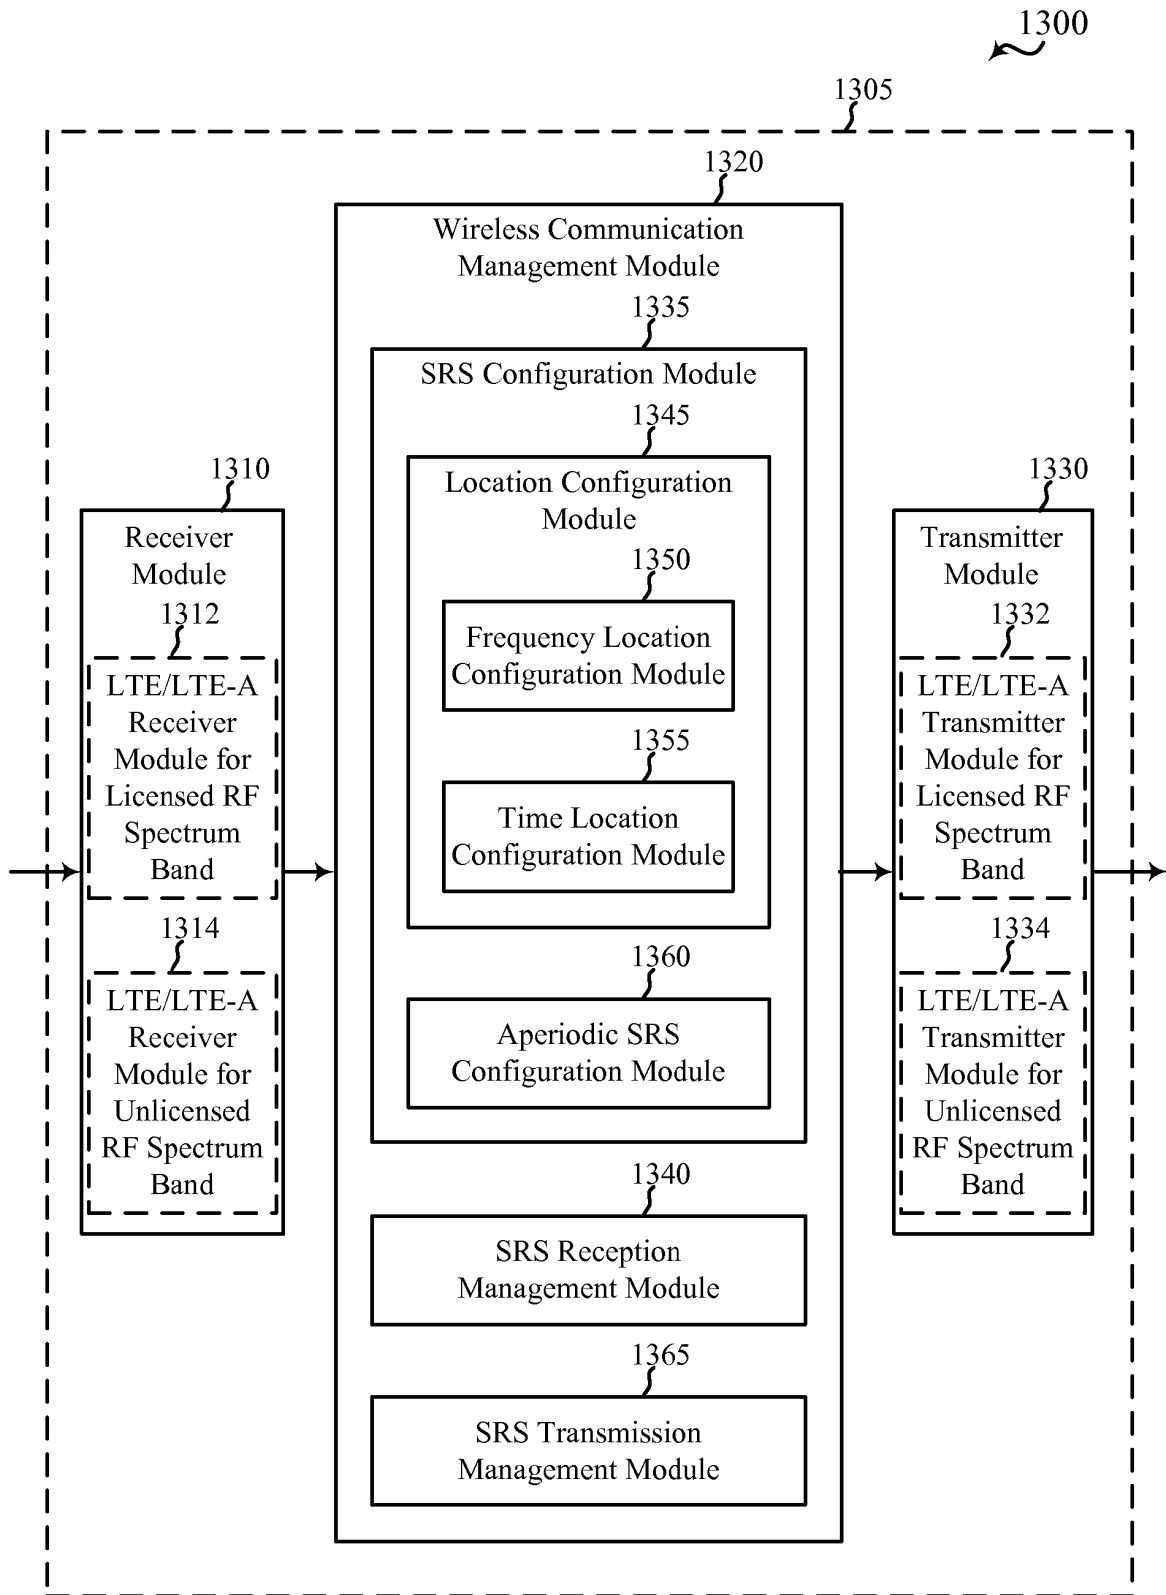 1300
1305
1320
Wireless Communication
Management Module
1335
SRS Configuration Module
1345
Location Configuration
Module
1350
Frequency Location
Configuration Module
1355
Time Location
Configuration Module
1360
Aperiodic SRS
Configuration Module
1340
SRS Reception
Management Module
1365
SRS Transmission
Management Module
1310
Receiver
Module
1312
LTE/LTE-A
Receiver
Module for
Licensed RF
Spectrum
Band
1314
LTE/LTE-A
Receiver
Module for
Unlicensed
RF Spectrum
Band
1330
Transmitter
Module
1332
LTE/LTE-A
Transmitter
Module for
Licensed RF
Spectrum
Band
1334
LTE/LTE-A
Transmitter
Module for
Unlicensed
RF Spectrum
Band